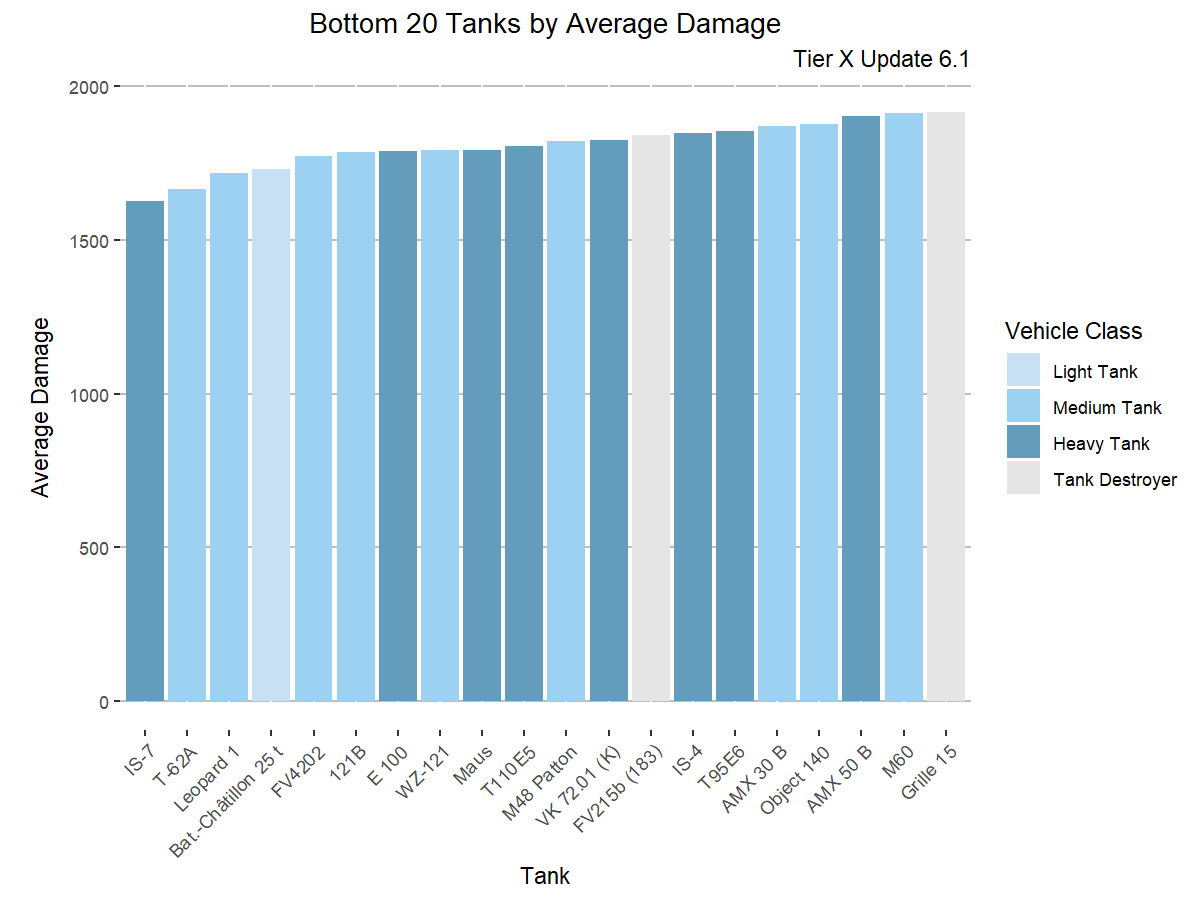 Bottom 20 Tanks by Average Damage
Tier X Update 6.1
2000
1500
1000
500
0
Average Damage
IS-7
T-62A
Leopard 1
Bat.-Châtillon 25 t
FV4202
121B
E 100
WZ-121
Maus
T110E5
M48 Patton
VK 72.01 (K)
FV215b (183)
IS-4
T95E6
AMX 30 B
Object 140
AMX 50 B
M60
Grille 15
Tank
Vehicle Class
Light Tank
Medium Tank
Heavy Tank
Tank Destroyer